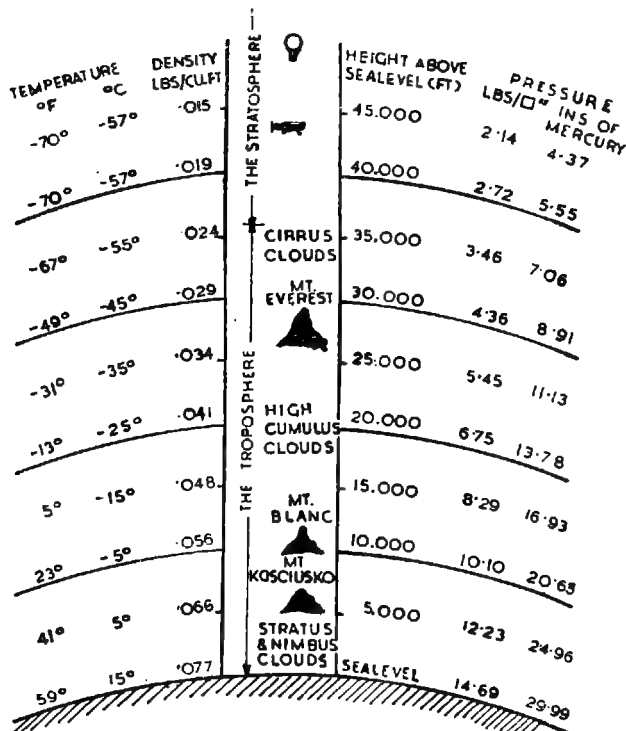 TEMPERATURE
°F °C
DENSITY
LBS/CU.FT
THE STRATOSPHERE
HEIGHT ABOVE
SEALEVEL (FT)
PRESSURE
LBS/□" INS OF
MERCURY
-70° -57° ·015 45.000 2·14 4·37
-70° -57° ·019 40.000 2·72 5·55
-67° -55° ·024 CIRRUS 35.000 3·46 7·06
CLOUDS
MT.
EVEREST
-49° -45° ·029 30.000 4·36 8·91
-31° -35° ·034 25.000 5·45 11·13
THE TROPOSPHERE
-13° -25° ·041 HIGH 20.000 6·75 13·78
CUMULUS
CLOUDS
5° -15° ·048 15.000 8·29 16·93
MT.
BLANC
23° -5° ·056 10.000 10·10 20·65
MT
KOSCIUSKO
41° 5° ·066 5.000 12·23 24·96
STRATUS
& NIMBUS
CLOUDS
59° 15° ·077 SEALEVEL 14·69 29·99